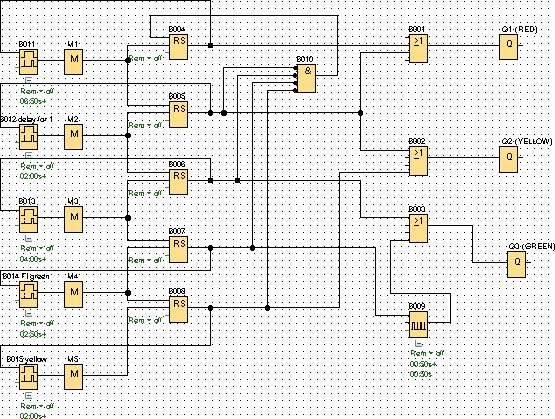 B004
Q1 (RED)
B001
B011
M1
RS
≥1
Q
M
B010
Rem = off
&
Rem = off
06:50s+
B005
RS
B012 delay for 1
M2
Rem = off
B002
Q2 (YELLOW)
M
≥1
Q
Rem = off
02:00s+
B006
RS
B013
M3
Rem = off
B003
M
≥1
B007
Q3 (GREEN)
Rem = off
RS
Q
04:00s+
Rem = off
B014 Fl green
M4
B008
M
RS
B009
Rem = off
Rem = off
02:50s+
Rem = off
B015 yellow
M5
00:50s+
00:50s
M
Rem = off
02:00s+